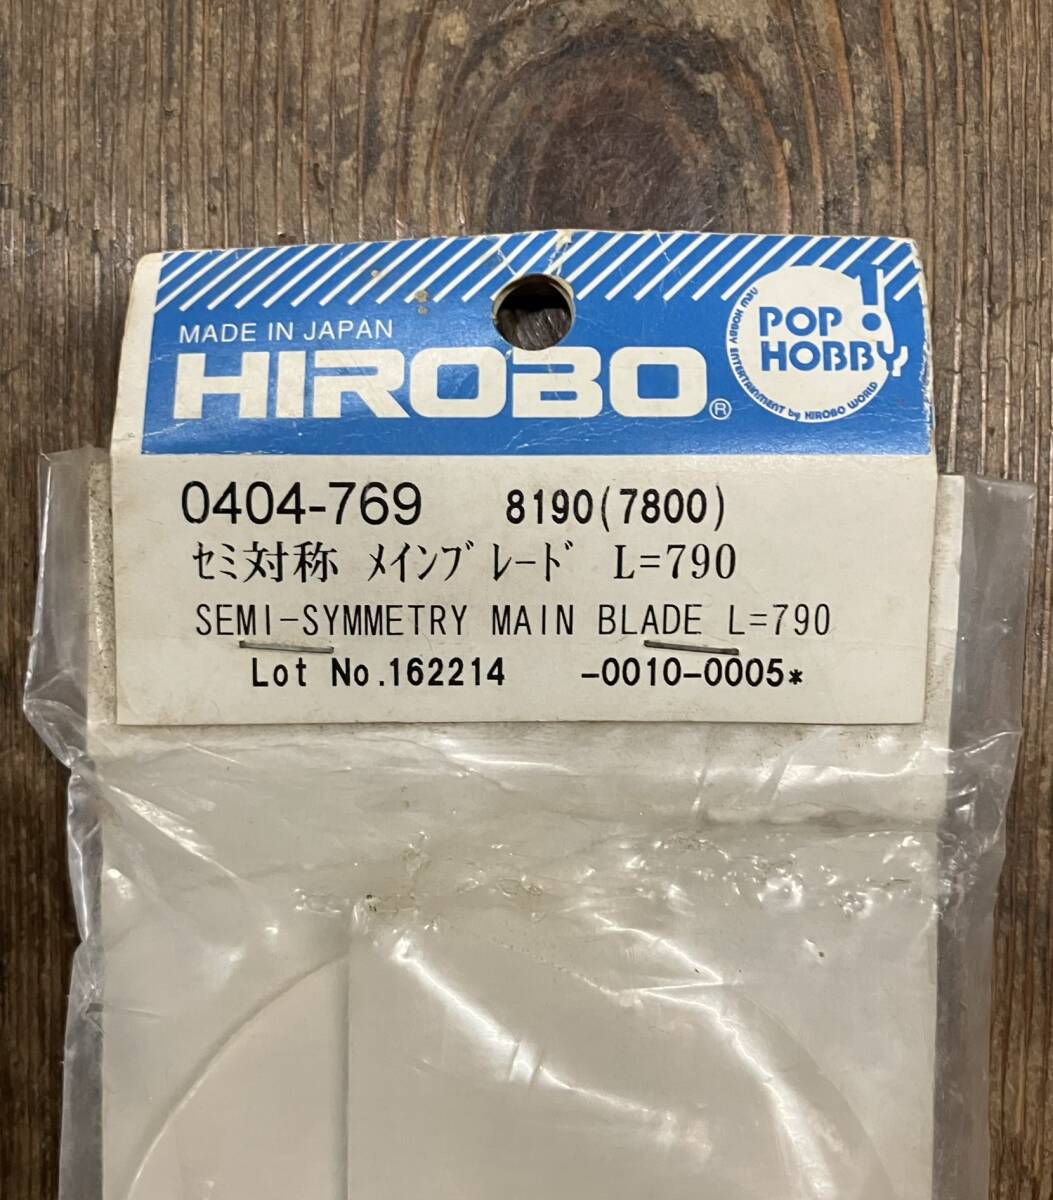 MADE IN JAPAN
HIROBO®
POP!
HOBBY
NEW HOBBY ENTERTAINMENT by HIROBO WORLD
0404-769 8190(7800)
セミ対称 メインブレード L=790
SEMI-SYMMETRY MAIN BLADE L=790
Lot No.162214 -0010-0005*